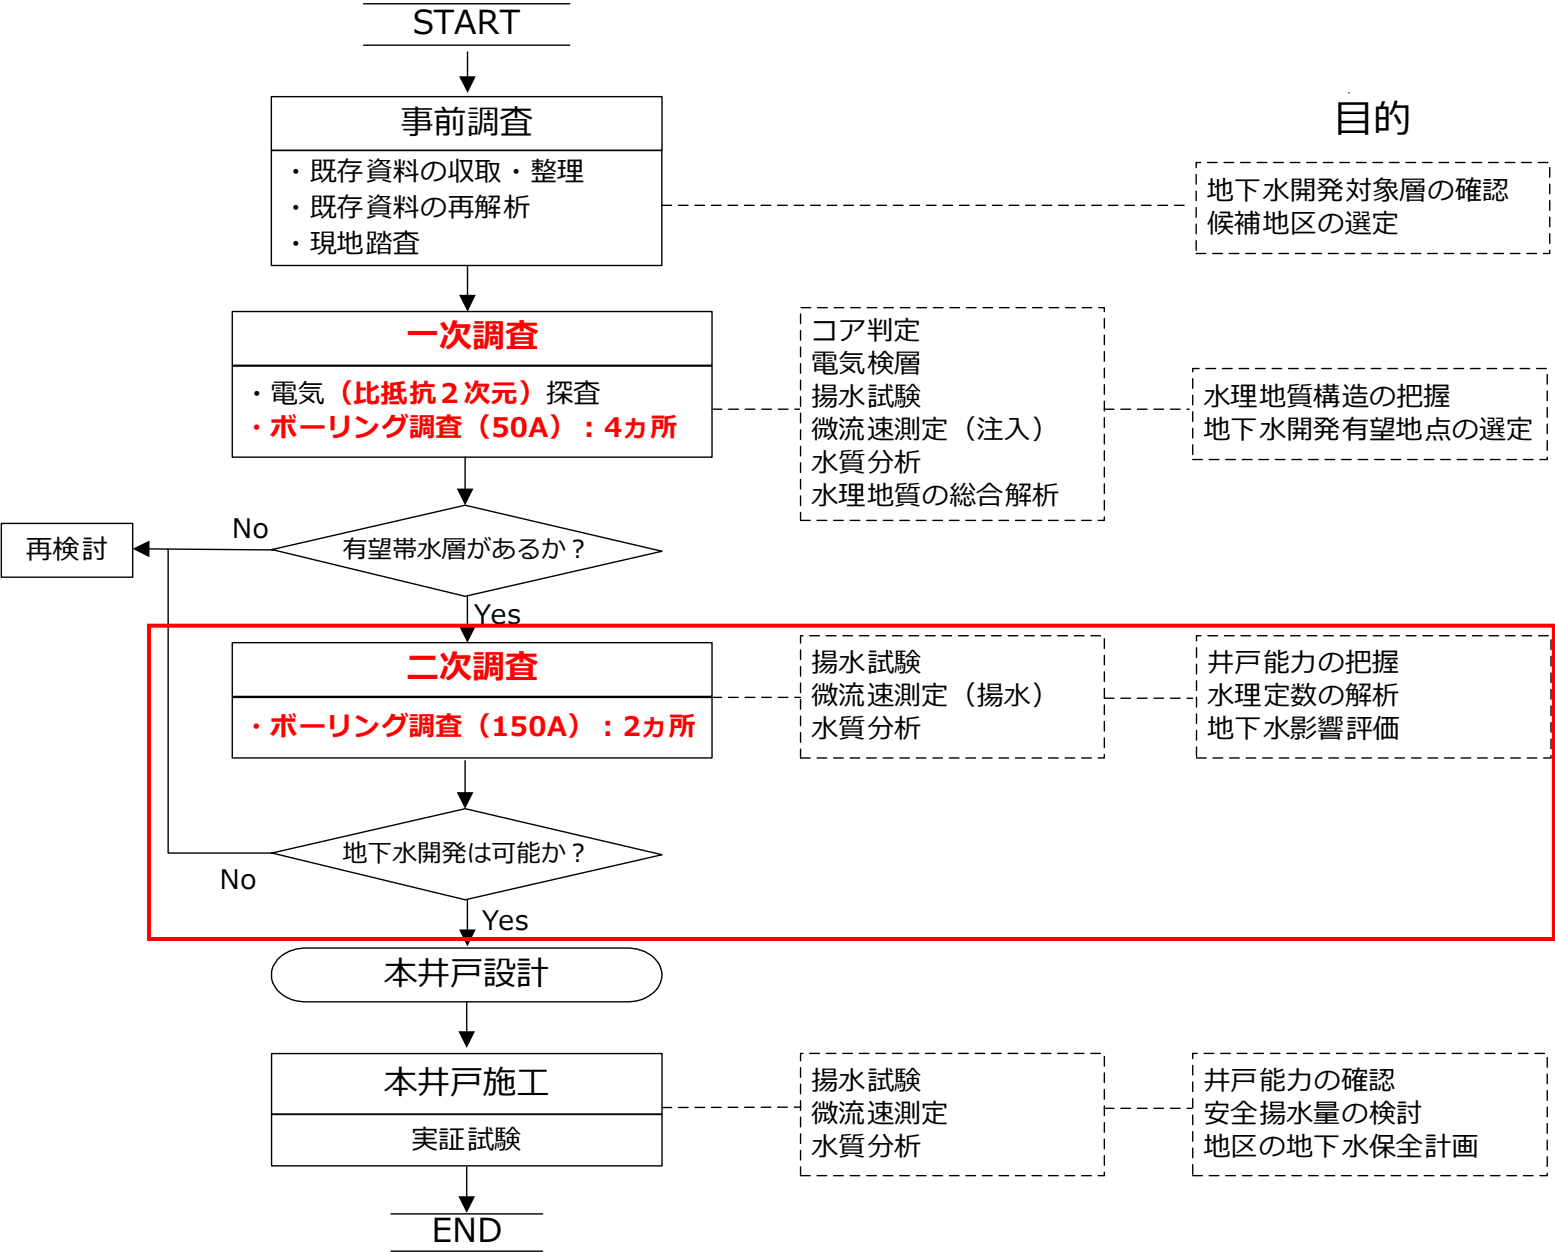 START
事前調査
・既存資料の収取・整理
・既存資料の再解析
・現地踏査
目的
地下水開発対象層の確認
候補地区の選定
一次調査
・電気（比抵抗２次元）探査
・ボーリング調査（50A）：4ヵ所
コア判定
電気検層
揚水試験
微流速測定（注入）
水質分析
水理地質の総合解析
水理地質構造の把握
地下水開発有望地点の選定
有望帯水層があるか？
No
再検討
Yes
二次調査
・ボーリング調査（150A）：2ヵ所
揚水試験
微流速測定（揚水）
水質分析
井戸能力の把握
水理定数の解析
地下水影響評価
地下水開発は可能か？
No
Yes
本井戸設計
本井戸施工
実証試験
揚水試験
微流速測定
水質分析
井戸能力の確認
安全揚水量の検討
地区の地下水保全計画
END